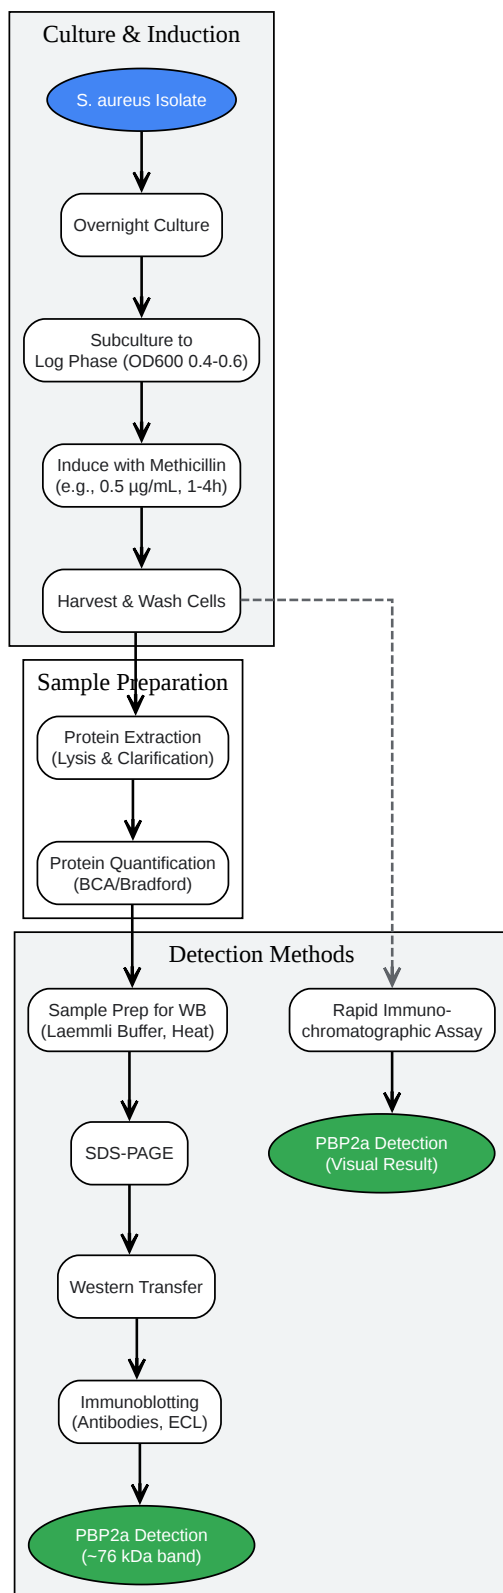 Culture & Induction
S. aureus Isolate
Overnight Culture
Subculture to
Log Phase (OD600 0.4-0.6)
Induce with Methicillin
(e.g., 0.5 µg/mL, 1-4h)
Harvest & Wash Cells
Sample Preparation
Protein Extraction
(Lysis & Clarification)
Protein Quantification
(BCA/Bradford)
Detection Methods
Sample Prep for WB
(Laemmli Buffer, Heat)
SDS-PAGE
Western Transfer
Immunoblotting
(Antibodies, ECL)
PBP2a Detection
(~76 kDa band)
Rapid Immuno-
chromatographic Assay
PBP2a Detection
(Visual Result)